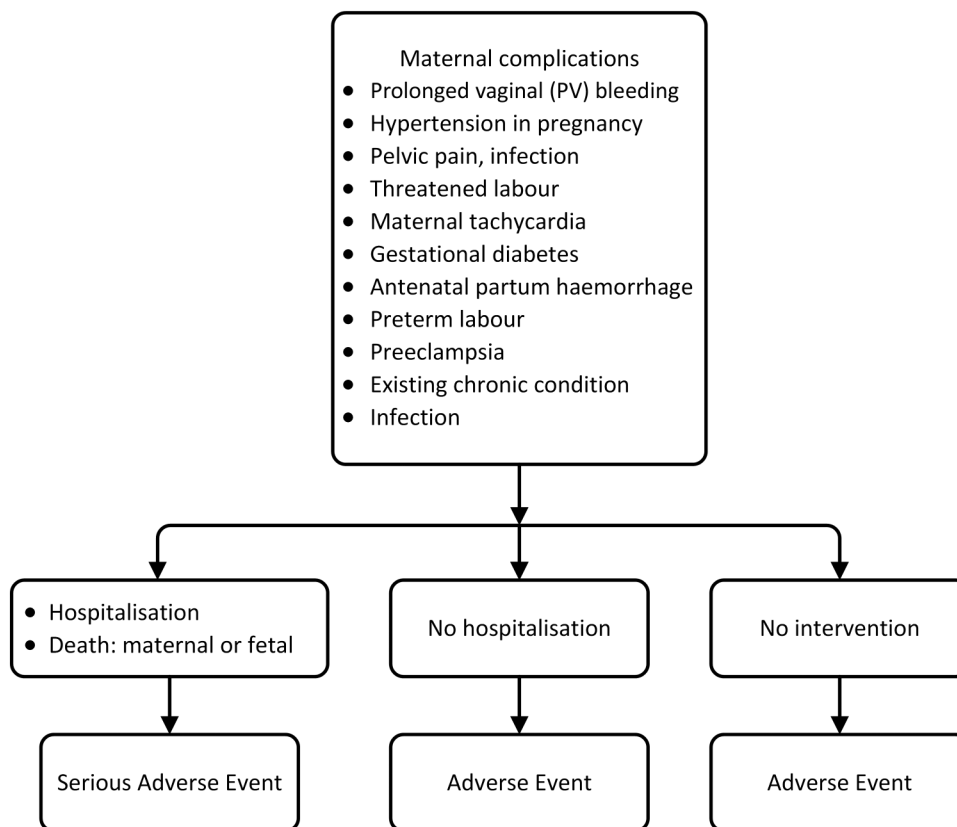 Maternal complications
• Prolonged vaginal (PV) bleeding
• Hypertension in pregnancy
• Pelvic pain, infection
• Threatened labour
• Maternal tachycardia
• Gestational diabetes
• Antenatal partum haemorrhage
• Preterm labour
• Preeclampsia
• Existing chronic condition
• Infection
• Hospitalisation
• Death: maternal or fetal
No hospitalisation
No intervention
Serious Adverse Event
Adverse Event
Adverse Event